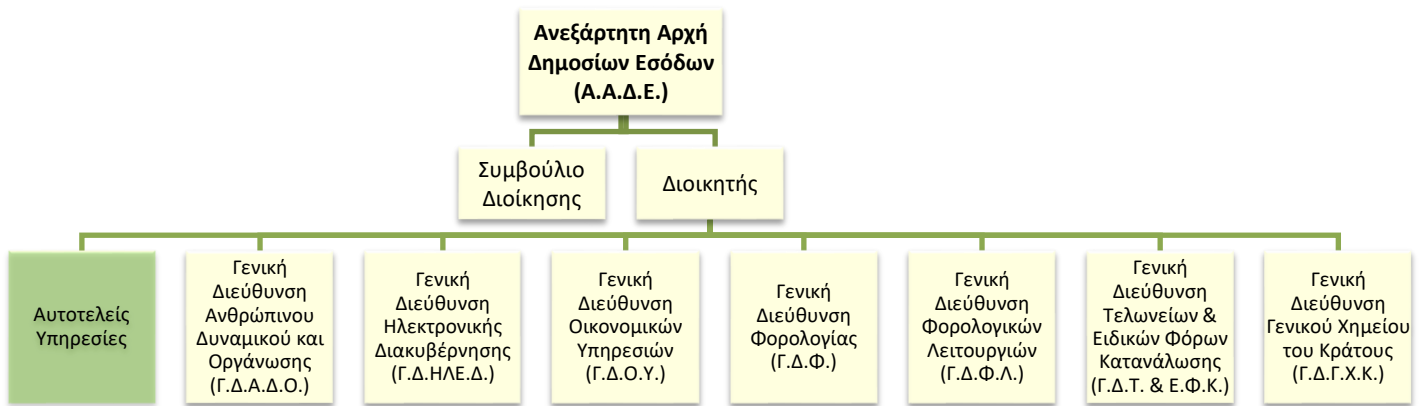 Ανεξάρτητη Αρχή
Δημοσίων Εσόδων
(Α.Α.Δ.Ε.)
Συμβούλιο
Διοίκησης
Διοικητής
Αυτοτελείς
Υπηρεσίες
Γενική
Διεύθυνση
Ανθρώπινου
Δυναμικού και
Οργάνωσης
(Γ.Δ.Α.Δ.Ο.)
Γενική
Διεύθυνση
Ηλεκτρονικής
Διακυβέρνησης
(Γ.Δ.ΗΛΕ.Δ.)
Γενική
Διεύθυνση
Οικονομικών
Υπηρεσιών
(Γ.Δ.Ο.Υ.)
Γενική
Διεύθυνση
Φορολογίας
(Γ.Δ.Φ.)
Γενική
Διεύθυνση
Φορολογικών
Λειτουργιών
(Γ.Δ.Φ.Λ.)
Γενική
Διεύθυνση
Τελωνείων &
Ειδικών Φόρων
Κατανάλωσης
(Γ.Δ.Τ. & Ε.Φ.Κ.)
Γενική
Διεύθυνση
Γενικού Χημείου
του Κράτους
(Γ.Δ.Γ.Χ.Κ.)